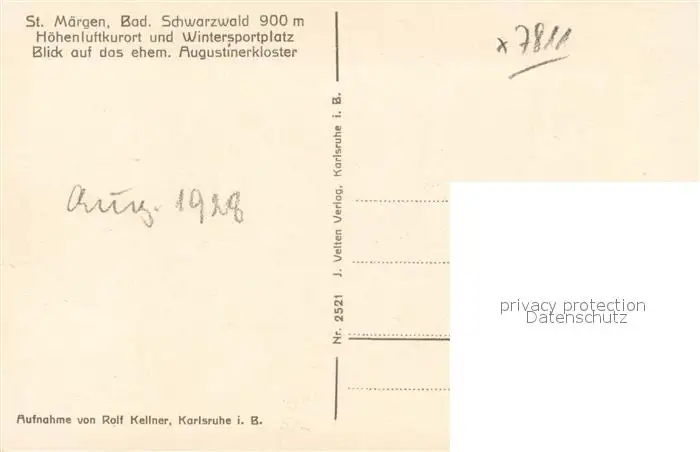 St. Märgen, Bad. Schwarzwald 900 m
Höhenluftkurort und Wintersportplatz
Blick auf das ehem. Augustinerkloster
x 7811
Aug. 1928
Nr. 2521 J. Velten Verlag, Karlsruhe i. B.
privacy protection
Datenschutz
Aufnahme von Rolf Kellner, Karlsruhe i. B.